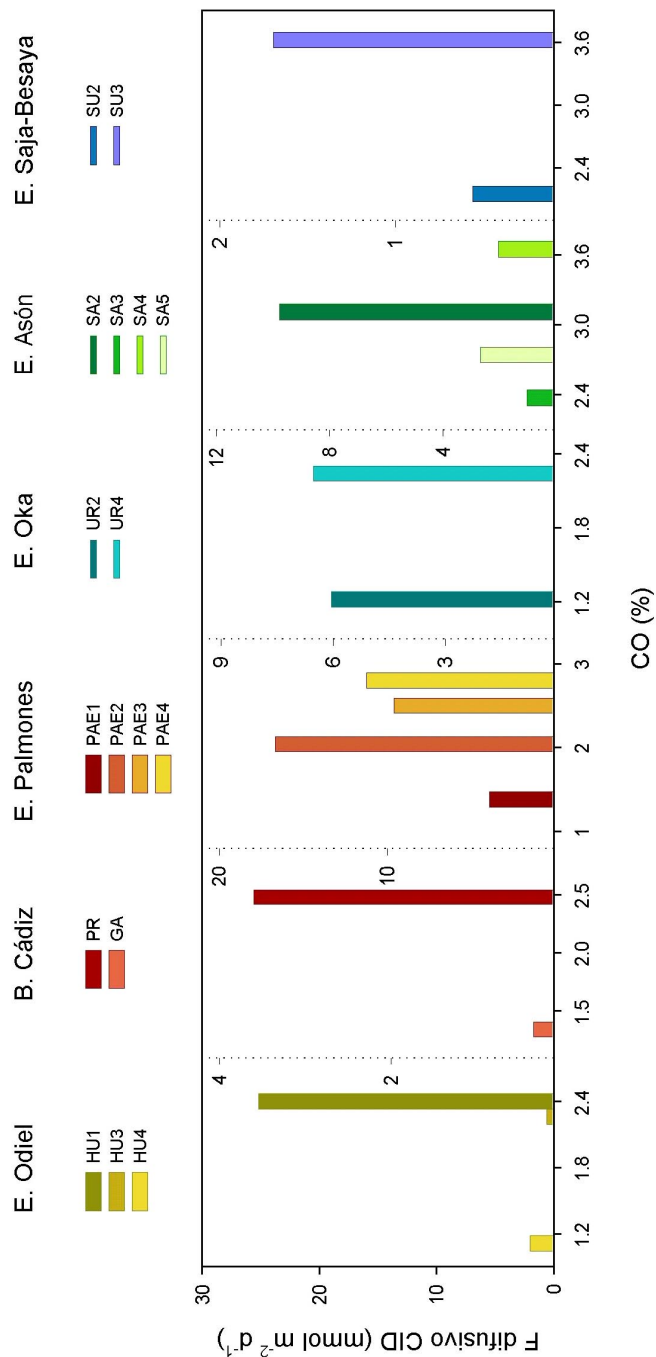 E. Odiel
HU1
HU3
HU4
B. Cádiz
PR
GA
E. Palmones
PAE1
PAE2
PAE3
PAE4
E. Oka
UR2
UR4
E. Asón
SA2
SA3
SA4
SA5
E. Saja-Besaya
SU2
SU3
F difusivo CID (mmol m⁻² d⁻¹)
30
20
10
0
4
2
20
10
9
6
3
12
8
4
2
1
1.2 1.8 2.4
1.5 2.0 2.5
1 2 3
1.2 1.8 2.4
2.4 3.0 3.6
2.4 3.0 3.6
CO (%)